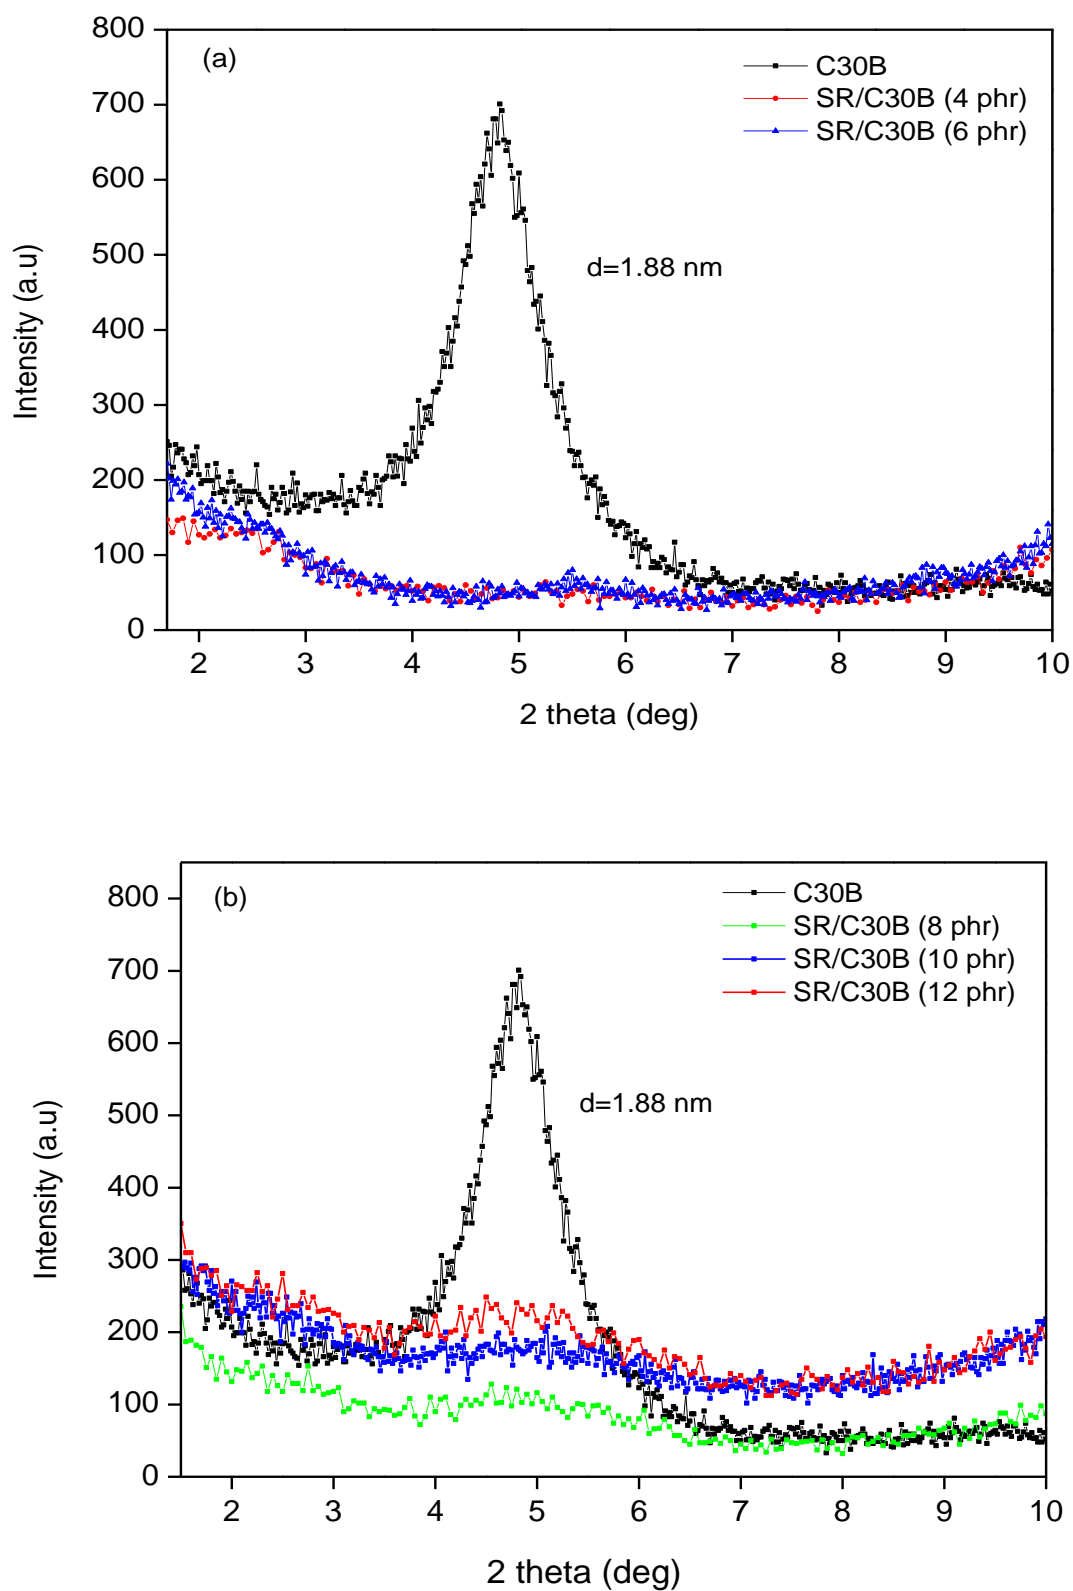 800
(a)
C30B
SR/C30B (4 phr)
SR/C30B (6 phr)
700
600
d=1.88 nm
500
400
300
200
100
0
Intensity (a.u)
2 3 4 5 6 7 8 9 10
2 theta (deg)
800
(b)
C30B
SR/C30B (8 phr)
SR/C30B (10 phr)
SR/C30B (12 phr)
700
600
d=1.88 nm
500
400
300
200
100
0
Intensity (a.u)
2 3 4 5 6 7 8 9 10
2 theta (deg)